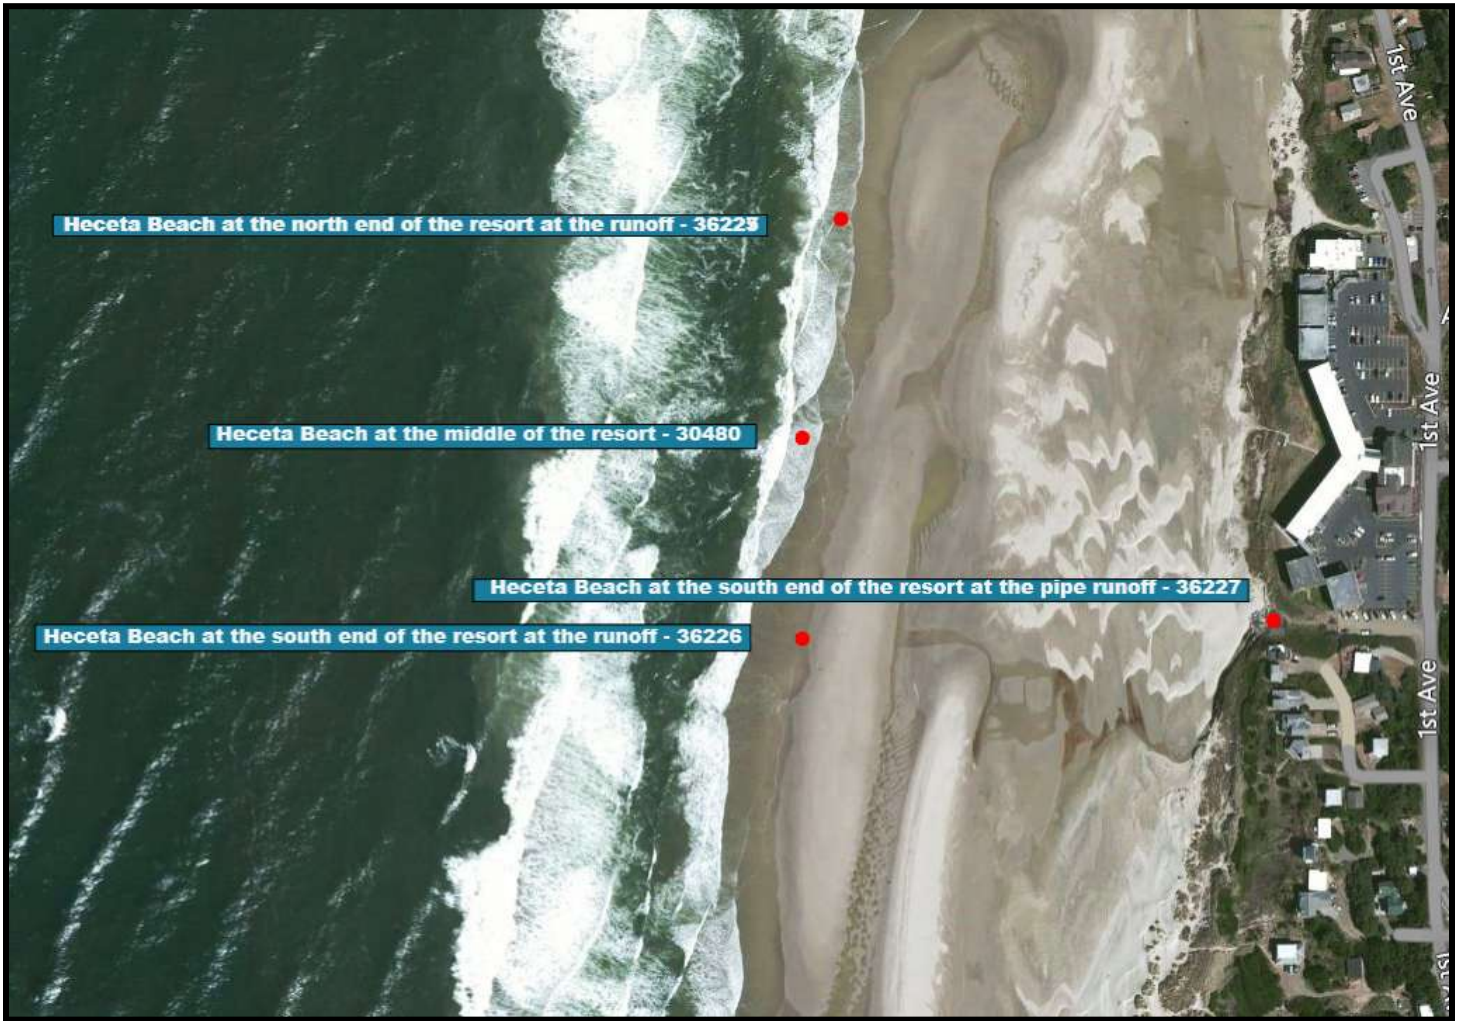 1st Ave
Heceta Beach at the north end of the resort at the runoff -
Heceta Beach at the middle of the resort - 30480
1st Ave
Heceta Beach at the south end of the resort at the pipe runoff - 36227
Heceta Beach at the south end of the resort at the runoff - 36226
1st Ave